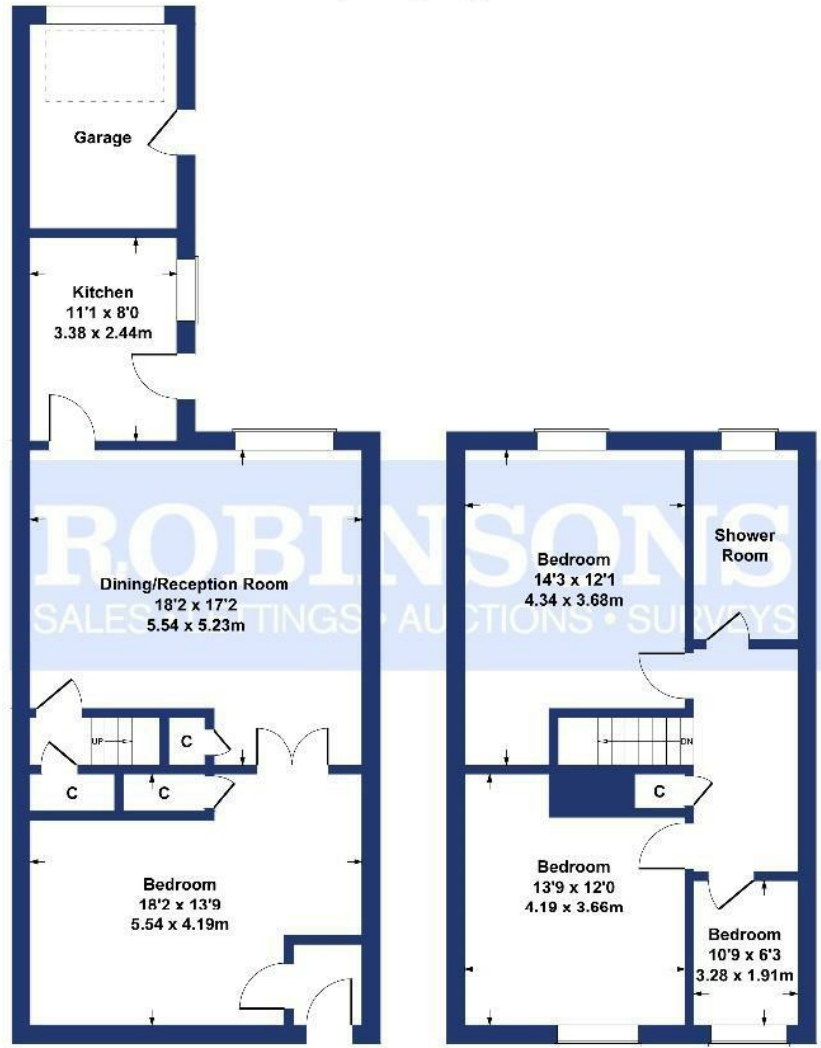 Garage
Kitchen
11'1 x 8'0
3.38 x 2.44m
ROBINSONS
SALES LETTINGS • AUCTIONS • SURVEYS
Dining/Reception Room
18'2 x 17'2
5.54 x 5.23m
UP
C
C
C
Bedroom
18'2 x 13'9
5.54 x 4.19m
Bedroom
14'3 x 12'1
4.34 x 3.68m
Shower
Room
DN
C
Bedroom
13'9 x 12'0
4.19 x 3.66m
Bedroom
10'9 x 6'3
3.28 x 1.91m